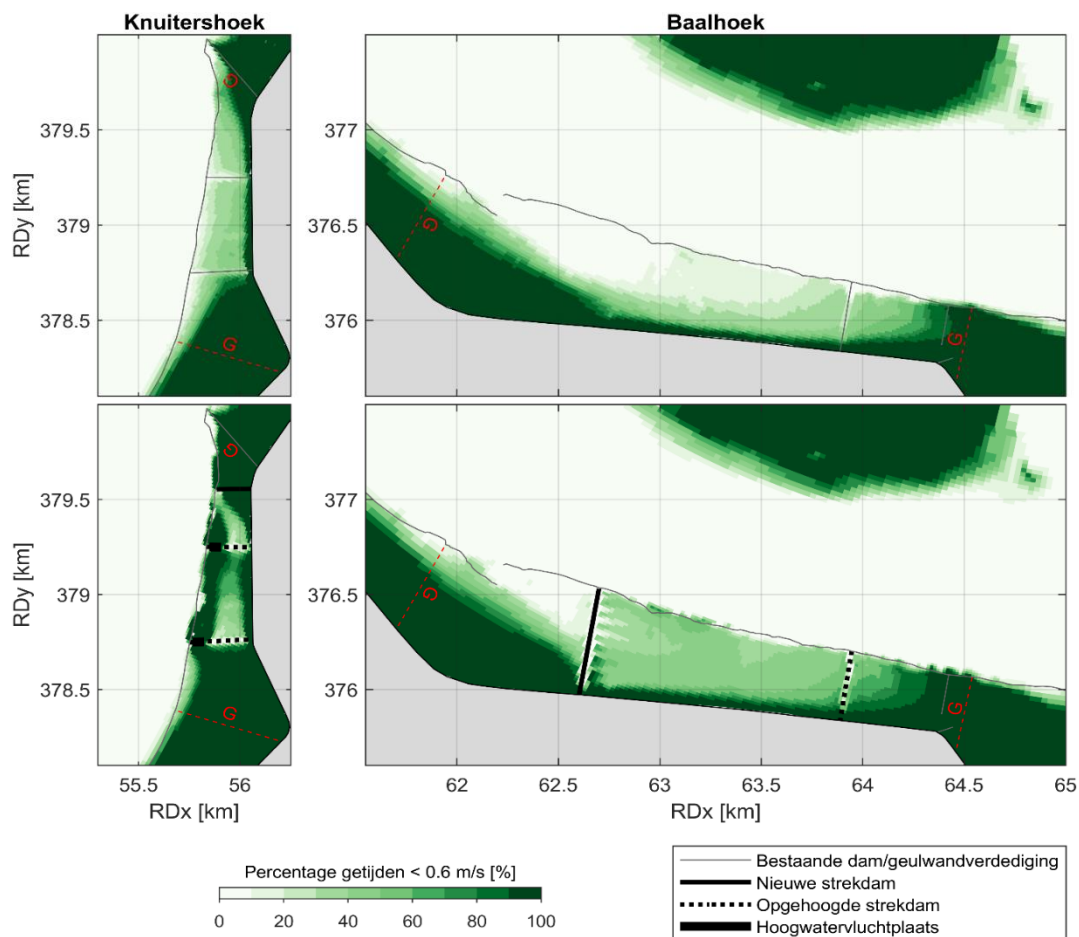 Knuitershoek
Baalhoek
RDy [km]
379.5
379
378.5
G
G
377
376.5
376
G
G
RDy [km]
379.5
379
378.5
G
G
55.5 56
RDx [km]
377
376.5
376
G
G
62 62.5 63 63.5 64 64.5 65
RDx [km]
Percentage getijden < 0.6 m/s [%]
0 20 40 60 80 100
Bestaande dam/geulwandverdediging
Nieuwe strekdam
Opgehoogde strekdam
Hoogwatervluchtplaats